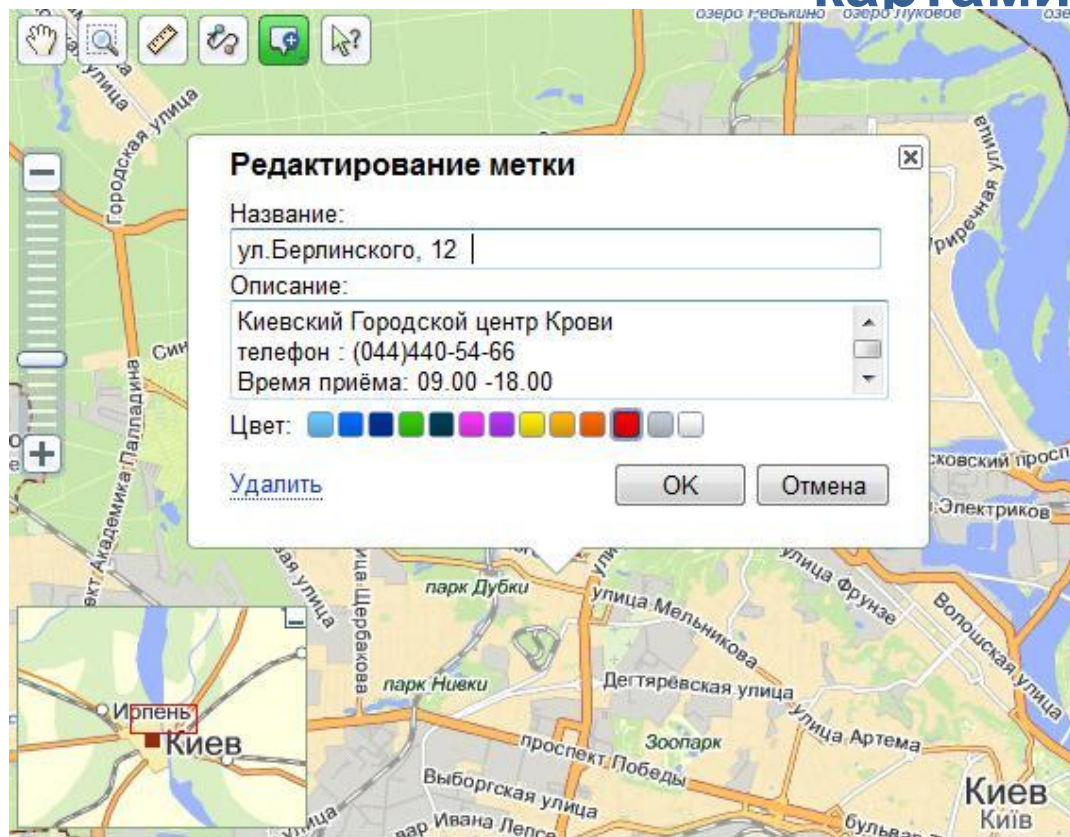 картами
озеро Редькино озеро Луковое
улица
Городская улица
Редактирование метки
Название:
ул.Берлинского, 12
Описание:
Киевский Городской центр Крови
телефон : (044)440-54-66
Время приёма: 09.00 -18.00
Цвет:
Удалить
OK
Отмена
Электриков
парк Дубки
улица Щербакова
улица Фрунзе
Волошская улица
улица Мельникова
парк Нивки
Дегтярёвская улица
улица Артема
Зоопарк
проспект Победы
Выборгская улица
Ирпень
Киев
Киев
Київ